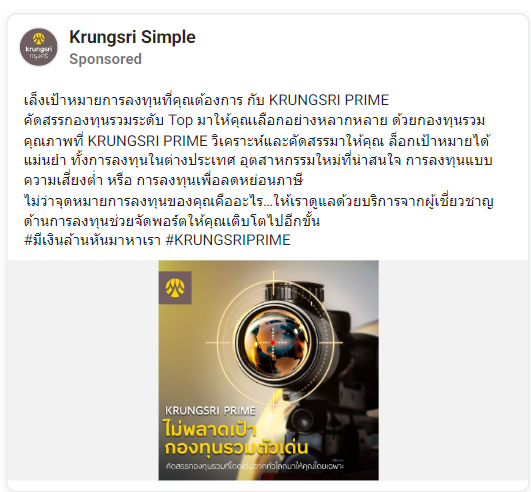 krungsri
กรุงศรี
Krungsri Simple
Sponsored
เล็งเป้าหมายการลงทุนที่คุณต้องการ กับ KRUNGSRI PRIME
คัดสรรกองทุนรวมระดับ Top มาให้คุณเลือกอย่างหลากหลาย ด้วยกองทุนรวม
คุณภาพที่ KRUNGSRI PRIME วิเคราะห์และคัดสรรมาให้คุณ ล็อกเป้าหมายได้
แม่นยำ ทั้งการลงทุนในต่างประเทศ อุตสาหกรรมใหม่ที่น่าสนใจ การลงทุนแบบ
ความเสี่ยงต่ำ หรือ การลงทุนเพื่อลดหย่อนภาษี
ไม่ว่าจุดหมายการลงทุนของคุณคืออะไร...ให้เราดูแลด้วยบริการจากผู้เชี่ยวชาญ
ด้านการลงทุนช่วยจัดพอร์ตให้คุณเติบโตไปอีกขั้น
#มีเงินล้านหันมาหาเรา #KRUNGSRIPRIME
KRUNGSRI PRIME
ไม่พลาดเป้า
กองทุนรวมตัวเด่น
คัดสรรกองทุนรวมที่โดดเด่นจากทั่วโลกมาให้คุณโดยเฉพาะ